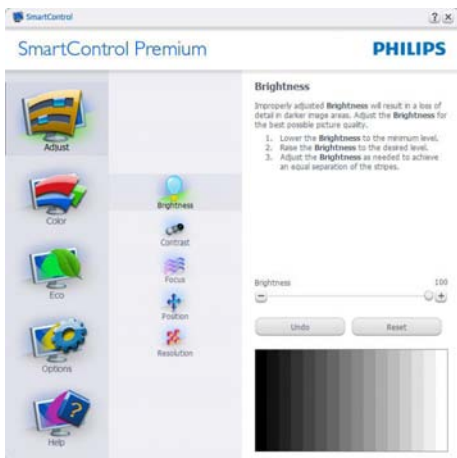 SmartControl
SmartControl Premium
PHILIPS
Adjust
Color
Eco
Options
Help
Brightness
Contrast
Focus
Position
Resolution
Brightness
Improperly adjusted Brightness will result in a loss of
detail in darker image areas. Adjust the Brightness for
the best possible picture quality.
1. Lower the Brightness to the minimum level.
2. Raise the Brightness to the desired level.
3. Adjust the Brightness as needed to achieve
an equal separation of the stripes.
Brightness 100
Undo Reset